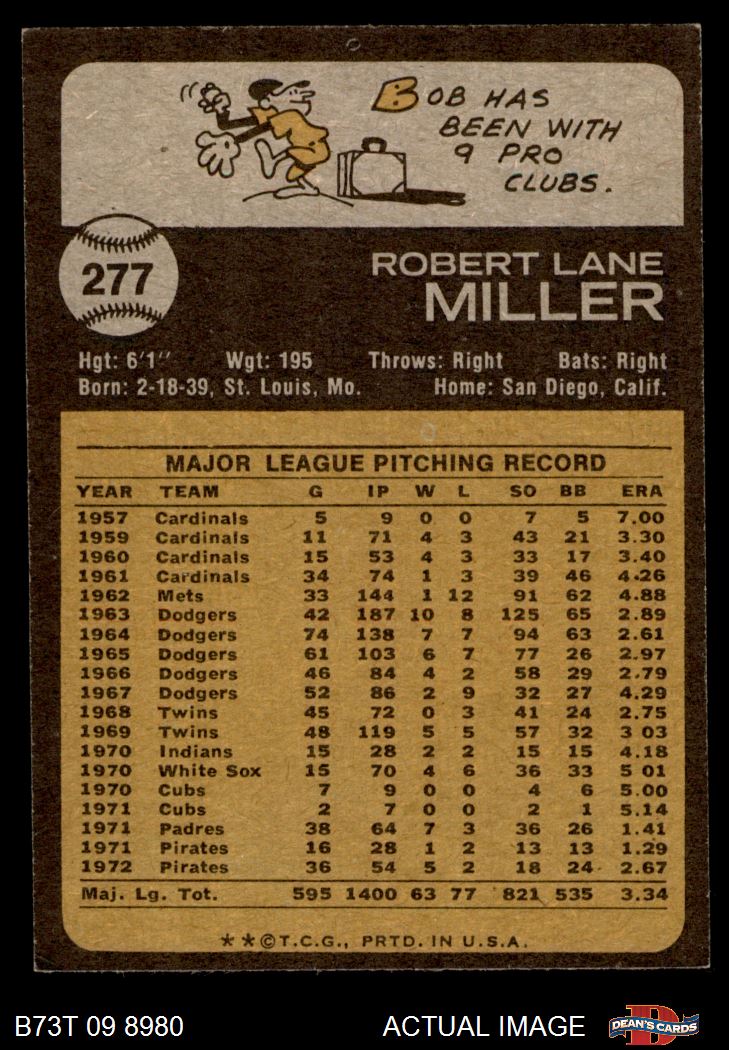 BOB HAS
BEEN WITH
9 PRO
CLUBS.
277
ROBERT LANE
MILLER
Hgt: 6'1" Wgt: 195 Throws: Right Bats: Right
Born: 2-18-39, St. Louis, Mo. Home: San Diego, Calif.
MAJOR LEAGUE PITCHING RECORD
YEAR TEAM G IP W L SO BB ERA
1957 Cardinals 5 9 0 0 7 5 7.00
1959 Cardinals 11 71 4 3 43 21 3.30
1960 Cardinals 15 53 4 3 33 17 3.40
1961 Cardinals 34 74 1 3 39 46 4.26
1962 Mets 33 144 1 12 91 62 4.88
1963 Dodgers 42 187 10 8 125 65 2.89
1964 Dodgers 74 138 7 7 94 63 2.61
1965 Dodgers 61 103 6 7 77 26 2.97
1966 Dodgers 46 84 4 2 58 29 2.79
1967 Dodgers 52 86 2 9 32 27 4.29
1968 Twins 45 72 0 3 41 24 2.75
1969 Twins 48 119 5 5 57 32 3 03
1970 Indians 15 28 2 2 15 15 4.18
1970 White Sox 15 70 4 6 36 33 5 01
1970 Cubs 7 9 0 0 4 6 5.00
1971 Cubs 2 7 0 0 2 1 5.14
1971 Padres 38 64 7 3 36 26 1.41
1971 Pirates 16 28 1 2 13 13 1.29
1972 Pirates 36 54 5 2 18 24 2.67
Maj. Lg. Tot. 595 1400 63 77 821 535 3.34
**©T.C.G., PRTD. IN U.S.A.
B73T 09 8980 ACTUAL IMAGE DEAN'S CARDS